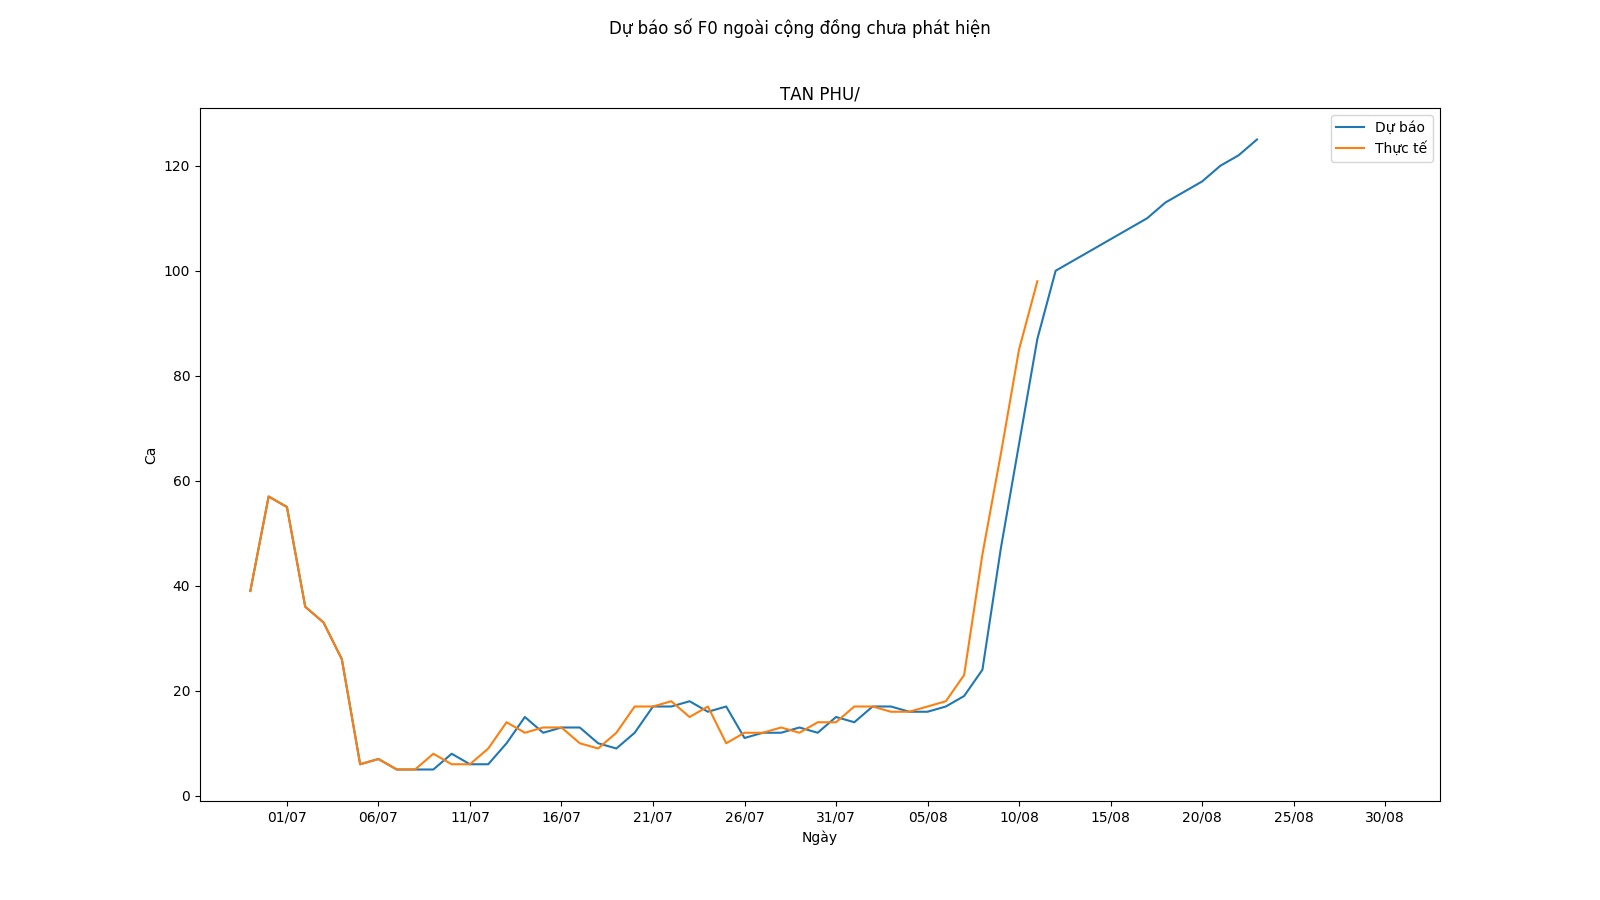 Dự báo số F0 ngoài cộng đồng chưa phát hiện
TAN PHU/
Dự báo
Thực tế
120
100
80
60
40
20
0
Ca
01/07 06/07 11/07 16/07 21/07 26/07 31/07 05/08 10/08 15/08 20/08 25/08 30/08
Ngày